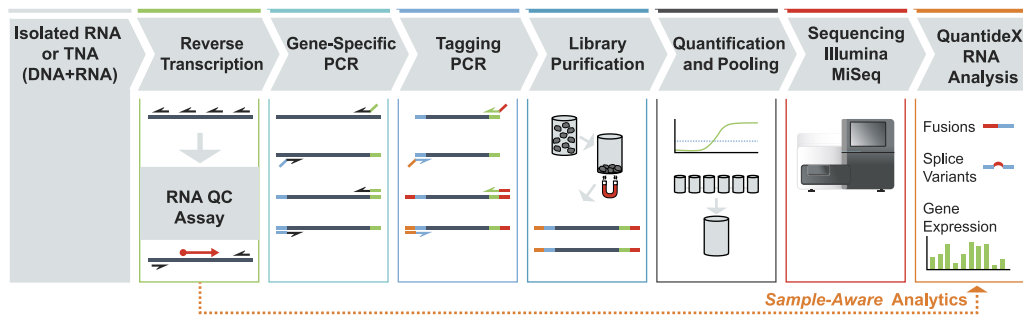 Isolated RNA
or TNA
(DNA+RNA)
Reverse
Transcription
Gene-Specific
PCR
Tagging
PCR
Library
Purification
Quantification
and Pooling
Sequencing
Illumina
MiSeq
QuantideX
RNA
Analysis
RNA QC
Assay
Fusions
Splice
Variants
Gene
Expression
Sample-Aware Analytics